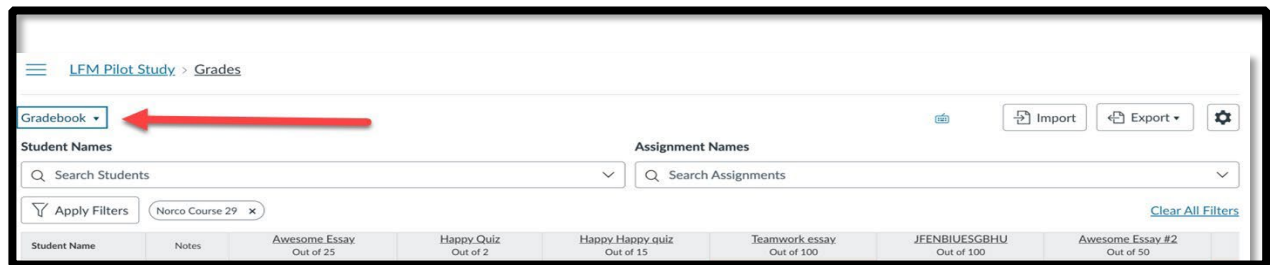 LFM Pilot Study > Grades
Gradebook
Import
Export
Student Names
Assignment Names
Search Students
Search Assignments
Apply Filters
Norco Course 29 x
Clear All Filters
Student Name
Notes
Awesome Essay
Out of 25
Happy Quiz
Out of 2
Happy Happy quiz
Out of 15
Teamwork essay
Out of 100
JFENBIUESGBHU
Out of 100
Awesome Essay #2
Out of 50